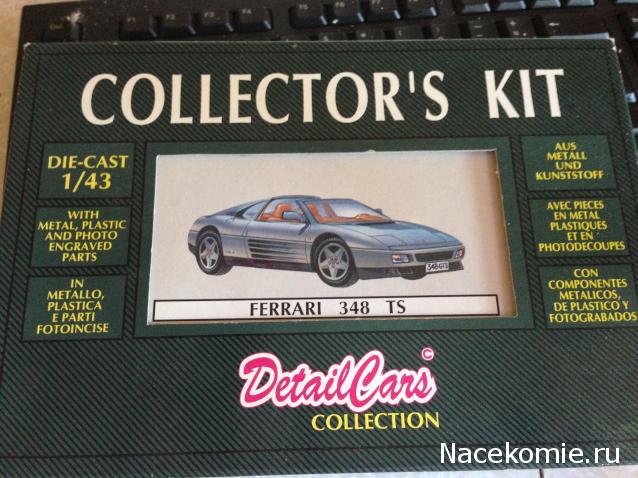 COLLECTOR'S KIT
DIE-CAST
1/43
WITH
METAL, PLASTIC
AND PHOTO
ENGRAVED
PARTS
IN
METALLO,
PLASTICA
E PARTI
FOTOINCISE
348 GTS
FERRARI 348 TS
AUS
METALL
UND
KUNSTSTOFF
AVEC PIECES
EN METAL
PLASTIQUES
ET EN
PHOTODECOUPES
CON
COMPONENTES
METALICOS,
DE PLASTICO Y
FOTOGRABADOS
DetailCars ©
COLLECTION
Nacekomie.ru